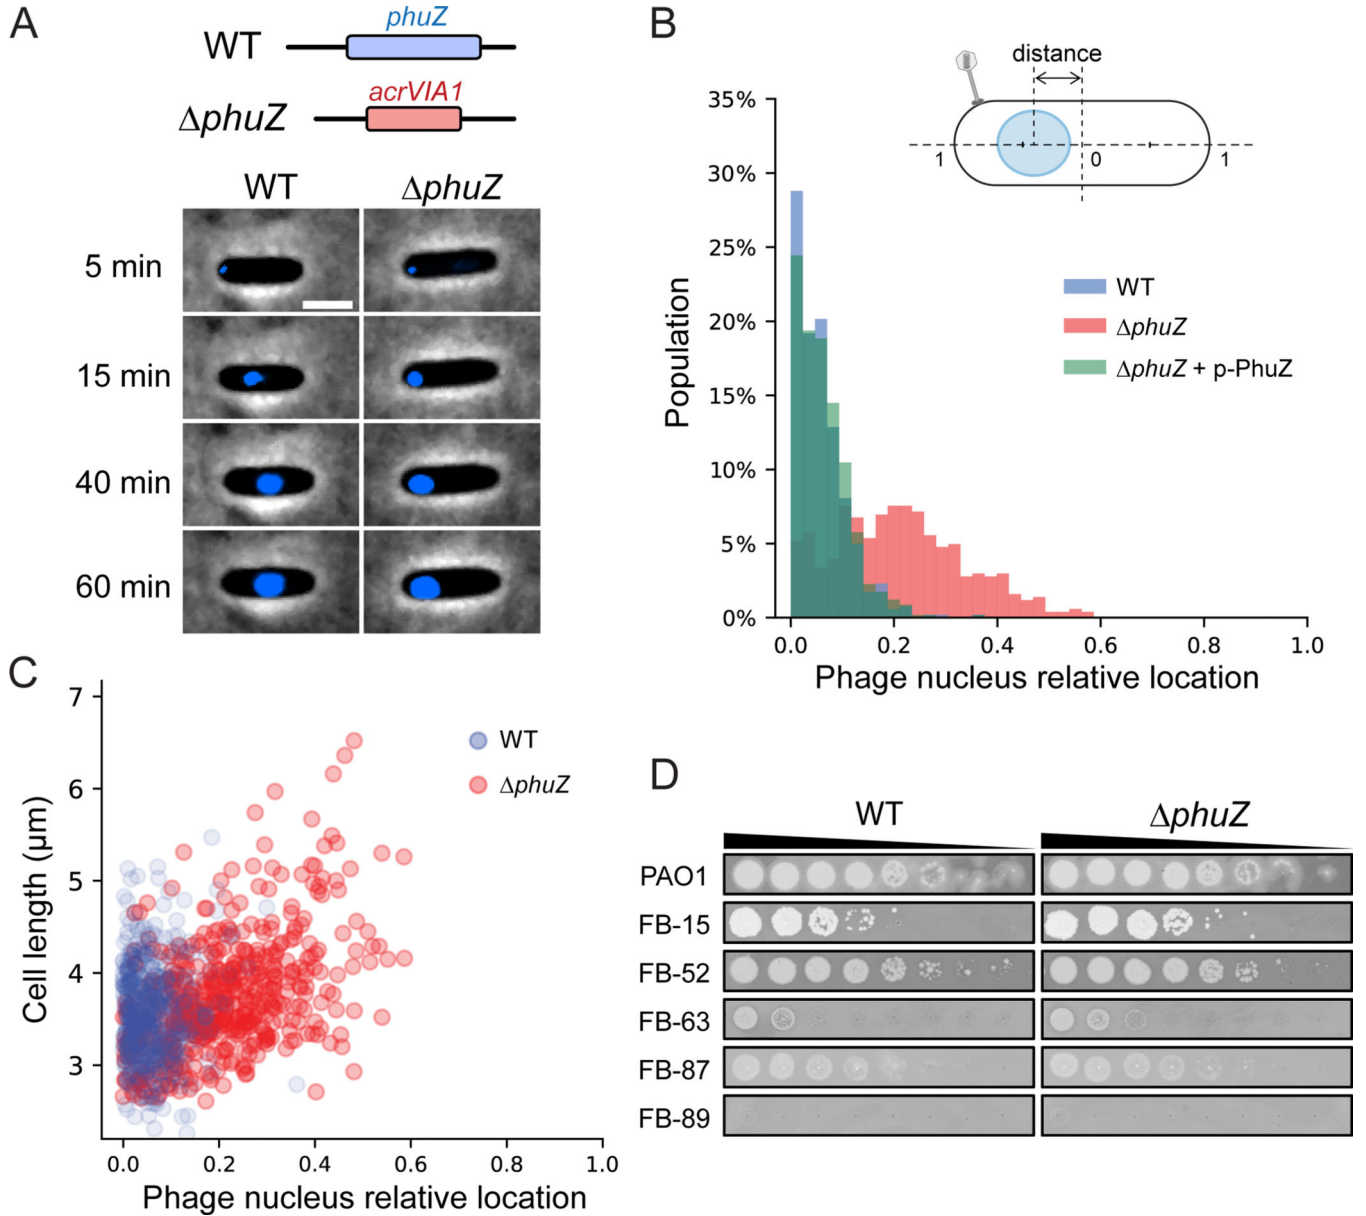 A
phuZ
WT
acrVIA1
ΔphuZ
WT ΔphuZ
5 min
15 min
40 min
60 min
B
distance
1 0 1
35%
30%
25%
20%
15%
10%
5%
0%
Population
WT
ΔphuZ
ΔphuZ + p-PhuZ
0.0 0.2 0.4 0.6 0.8 1.0
Phage nucleus relative location
C
7
6
5
4
3
Cell length (µm)
WT
ΔphuZ
0.0 0.2 0.4 0.6 0.8 1.0
Phage nucleus relative location
D
WT ΔphuZ
PAO1
FB-15
FB-52
FB-63
FB-87
FB-89